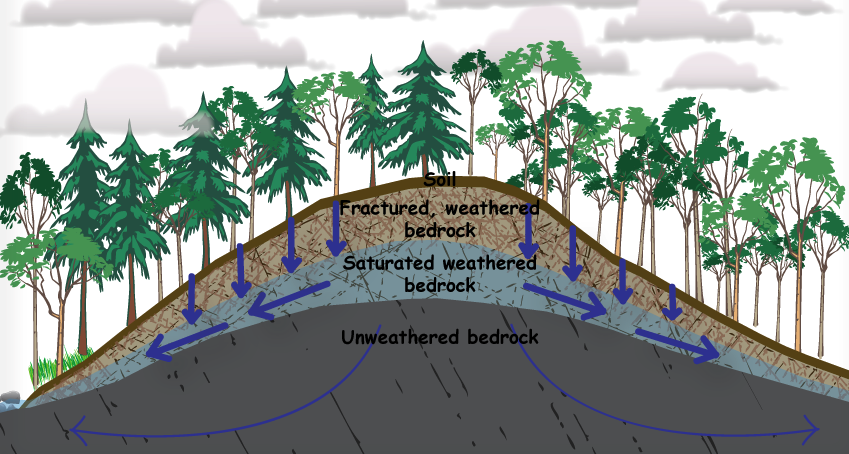 Soil
Fractured, weathered
bedrock
Saturated weathered
bedrock
Unweathered bedrock